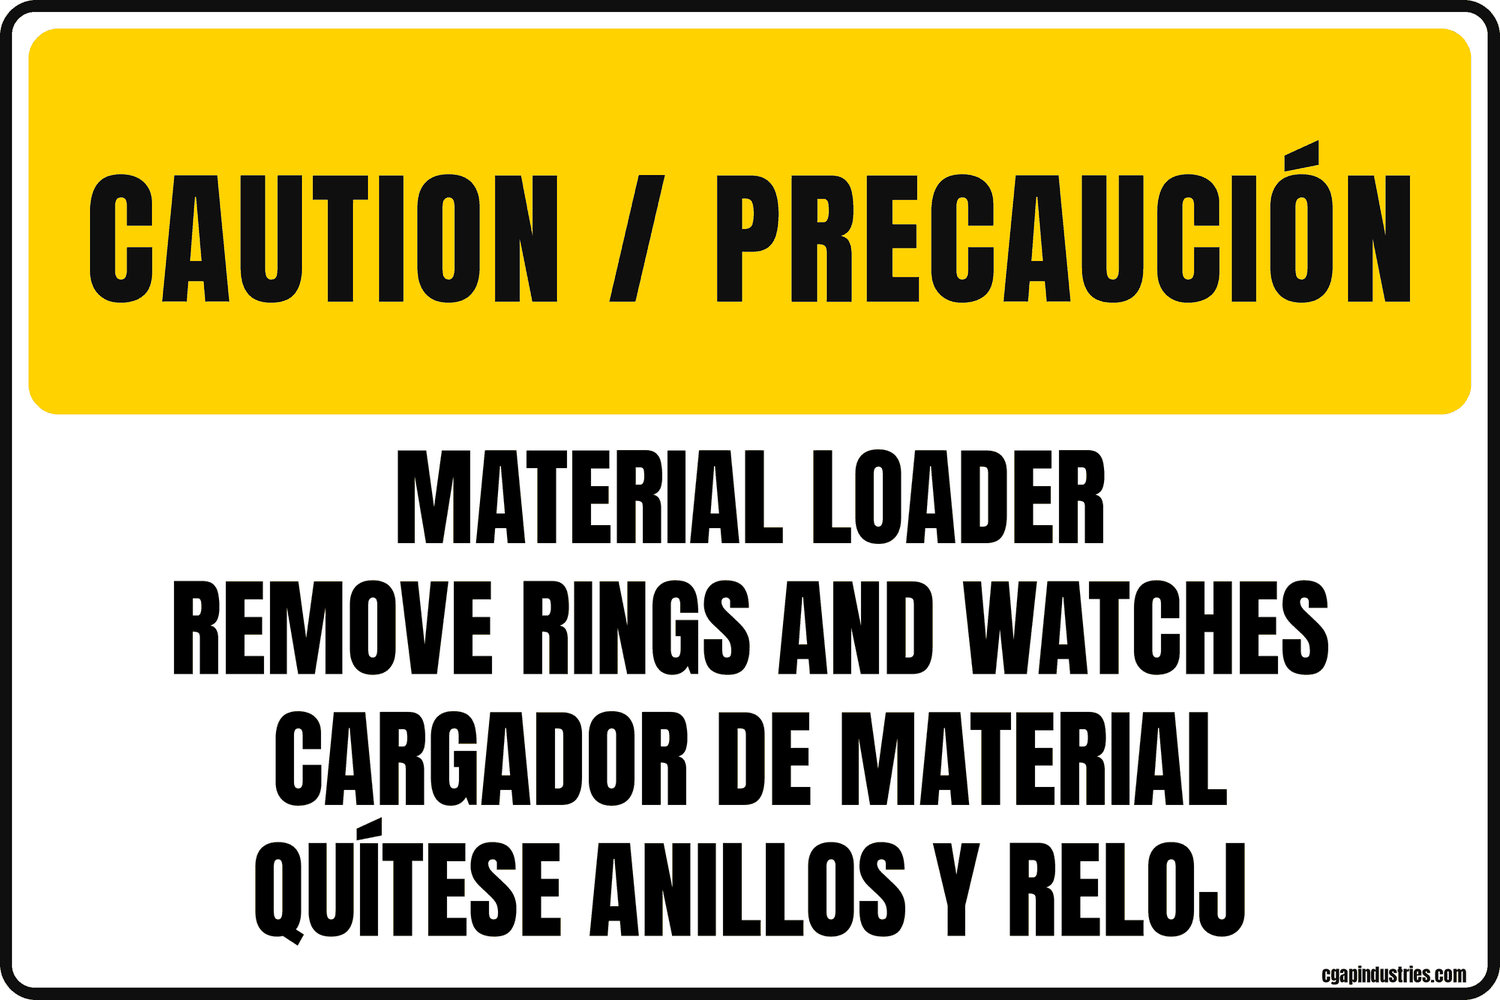 CAUTION / PRECAUCIÓN
MATERIAL LOADER
REMOVE RINGS AND WATCHES
CARGADOR DE MATERIAL
QUÍTESE ANILLOS Y RELOJ
cgapindustries.com